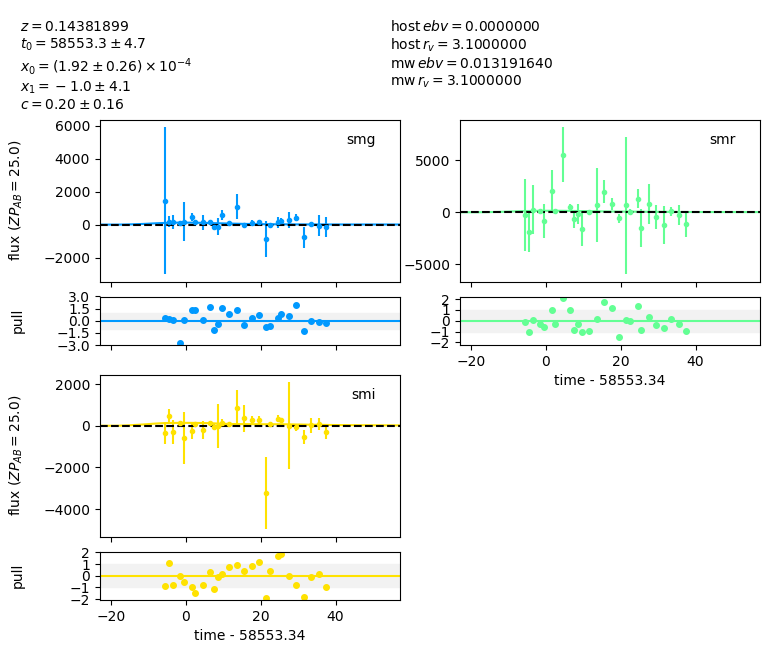 z = 0.14381899
t₀ = 58553.3 ± 4.7
x₀ = (1.92 ± 0.26) × 10⁻⁴
x₁ = −1.0 ± 4.1
c = 0.20 ± 0.16
host ebv = 0.0000000
host r_v = 3.1000000
mw ebv = 0.013191640
mw r_v = 3.1000000
smg
flux (ZP_AB = 25.0)
6000
4000
2000
0
−2000
smr
5000
0
−5000
pull
3.0
1.5
0.0
−1.5
−3.0
2
1
0
−1
−2
−20
0
20
40
time - 58553.34
smi
flux (ZP_AB = 25.0)
2000
0
−2000
−4000
pull
2
1
0
−1
−2
−20
0
20
40
time - 58553.34